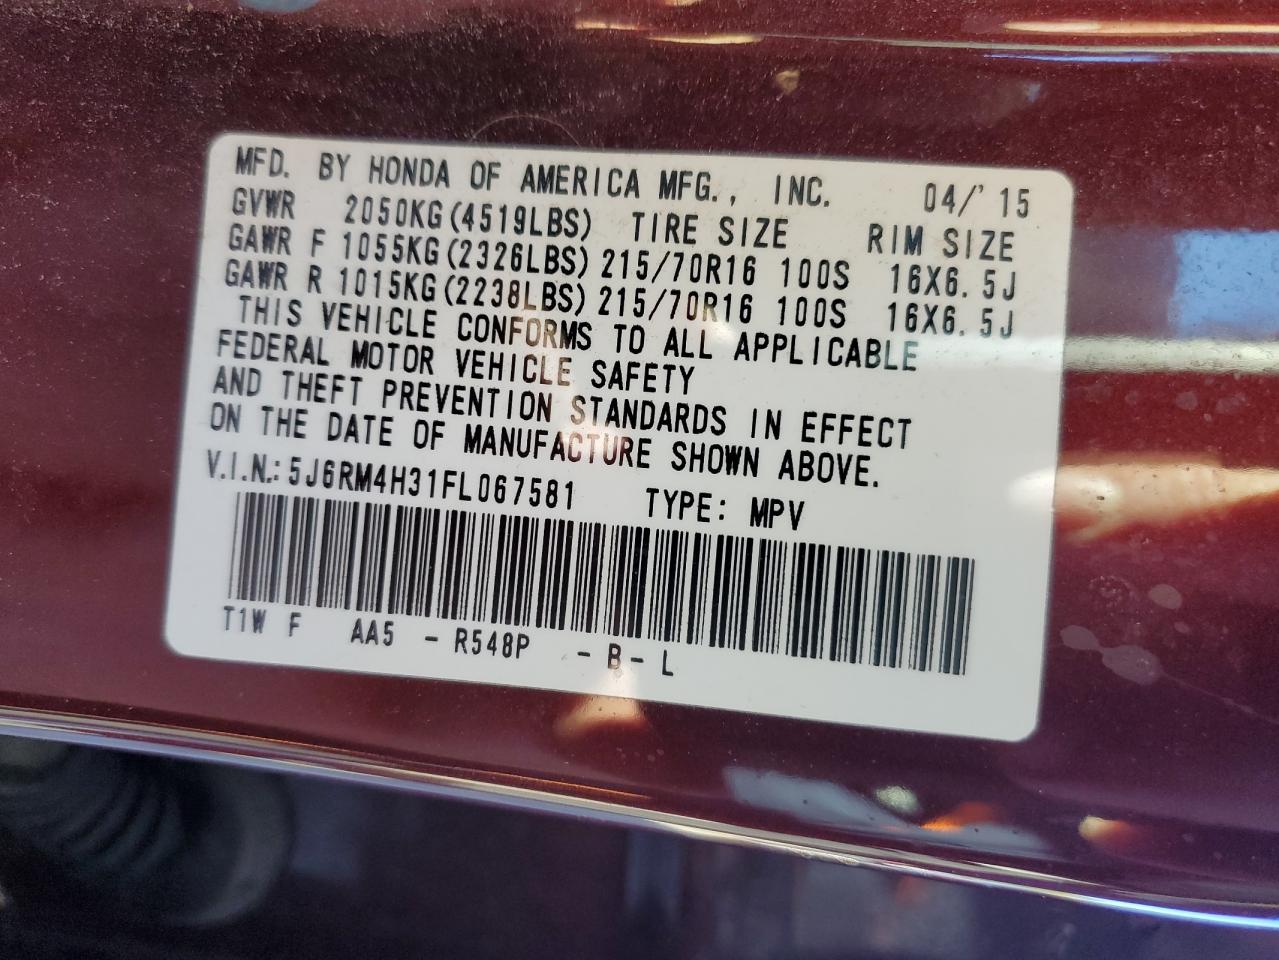 MFD. BY HONDA OF AMERICA MFG., INC. 04/'15
GVWR 2050KG(4519LBS) TIRE SIZE RIM SIZE
GAWR F 1055KG(2326LBS) 215/70R16 100S 16X6.5J
GAWR R 1015KG(2238LBS) 215/70R16 100S 16X6.5J
THIS VEHICLE CONFORMS TO ALL APPLICABLE
FEDERAL MOTOR VEHICLE SAFETY
AND THEFT PREVENTION STANDARDS IN EFFECT
ON THE DATE OF MANUFACTURE SHOWN ABOVE.
V.I.N.: 5J6RM4H31FL067581 TYPE: MPV
T1W F AA5 - R548P - B - L